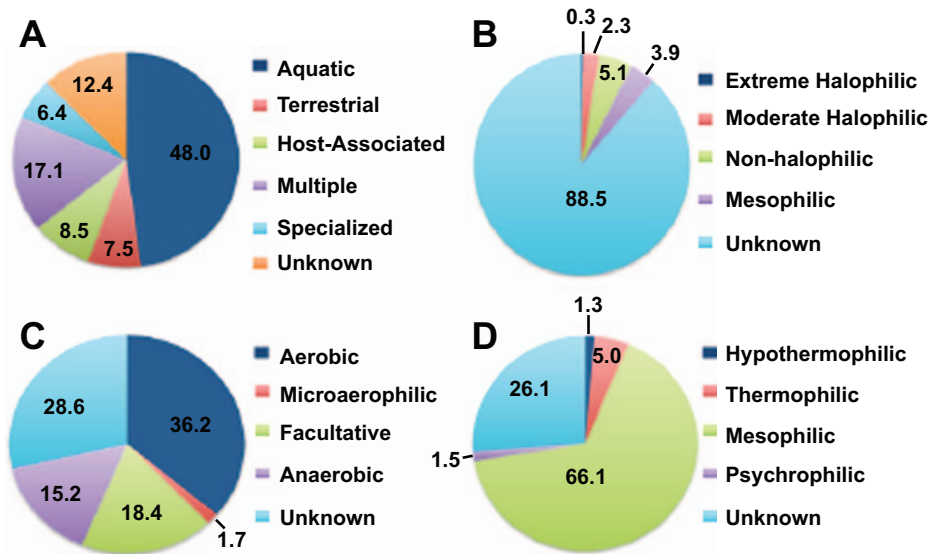 A
12.4
6.4
17.1
8.5
7.5
48.0
Aquatic
Terrestrial
Host-Associated
Multiple
Specialized
Unknown
B
0.3
2.3
5.1
3.9
88.5
Extreme Halophilic
Moderate Halophilic
Non-halophilic
Mesophilic
Unknown
C
28.6
36.2
15.2
18.4
1.7
Aerobic
Microaerophilic
Facultative
Anaerobic
Unknown
D
1.3
5.0
26.1
1.5
66.1
Hypothermophilic
Thermophilic
Mesophilic
Psychrophilic
Unknown